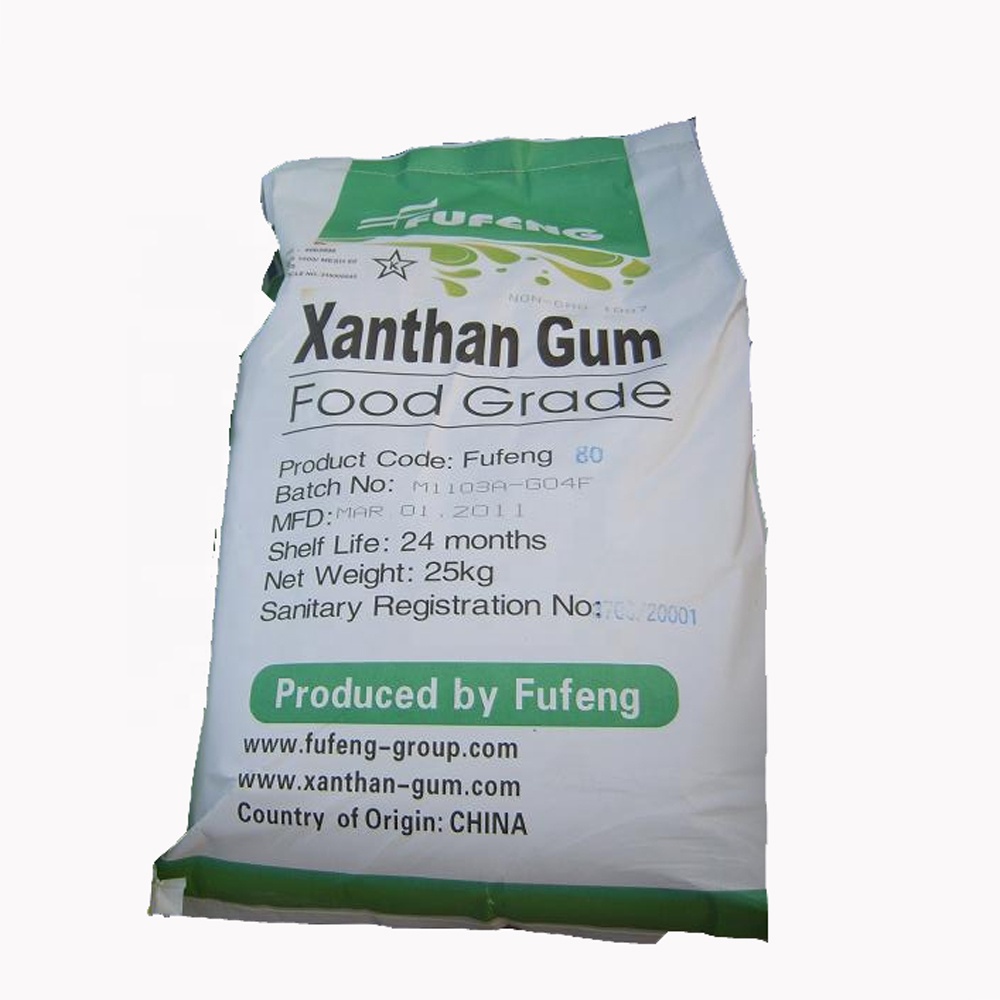 FUFENG
K
Xanthan Gum
Food Grade
Product Code: Fufeng 80
Batch No: M1103A-G04F
MFD: MAR 01.2011
Shelf Life: 24 months
Net Weight: 25kg
Sanitary Registration No:
Produced by Fufeng
www.fufeng-group.com
www.xanthan-gum.com
Country of Origin: CHINA